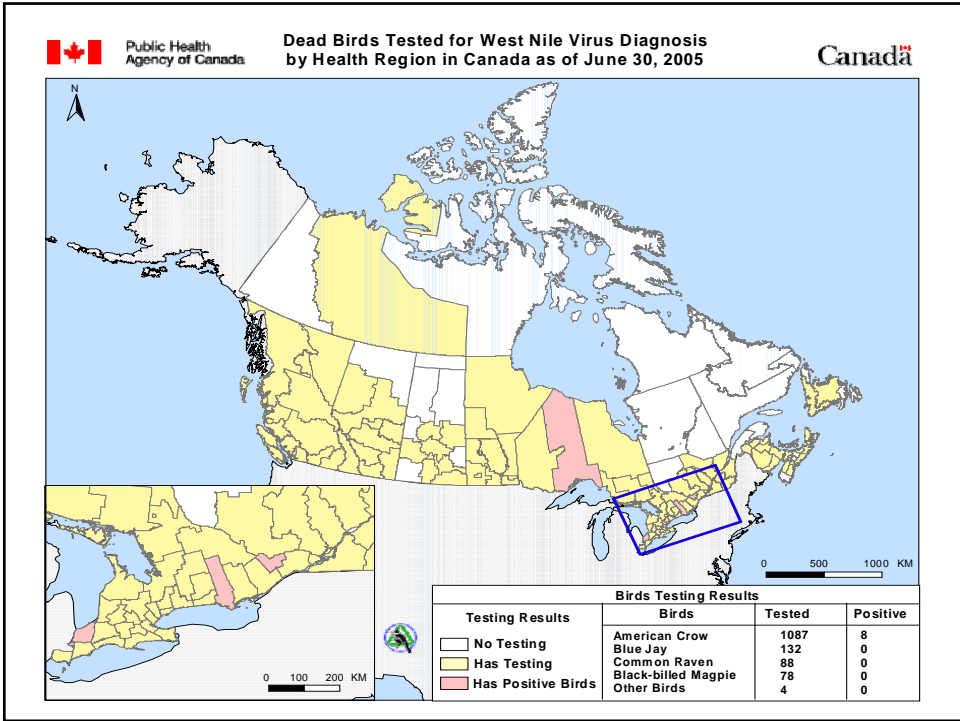 Public Health
Agency of Canada
Dead Birds Tested for West Nile Virus Diagnosis
by Health Region in Canada as of June 30, 2005
Canada
N
0 500 1000 KM
0 100 200 KM
Birds Testing Results
Testing Results
No Testing
Has Testing
Has Positive Birds
Birds Tested Positive
American Crow 1087 8
Blue Jay 132 0
Common Raven 88 0
Black-billed Magpie 78 0
Other Birds 4 0